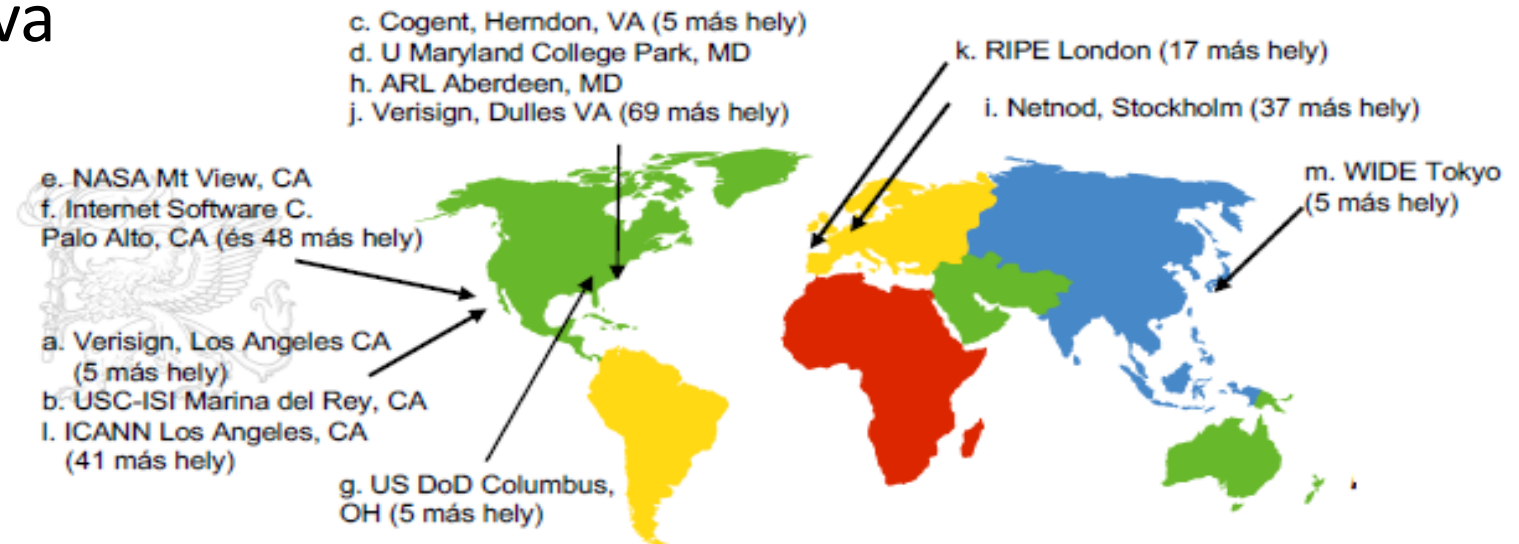 va
c. Cogent, Herndon, VA (5 más hely)
d. U Maryland College Park, MD
h. ARL Aberdeen, MD
j. Verisign, Dulles VA (69 más hely)
k. RIPE London (17 más hely)
i. Netnod, Stockholm (37 más hely)
m. WIDE Tokyo
(5 más hely)
e. NASA Mt View, CA
f. Internet Software C.
Palo Alto, CA (és 48 más hely)
a. Verisign, Los Angeles CA
(5 más hely)
b. USC-ISI Marina del Rey, CA
l. ICANN Los Angeles, CA
(41 más hely)
g. US DoD Columbus,
OH (5 más hely)